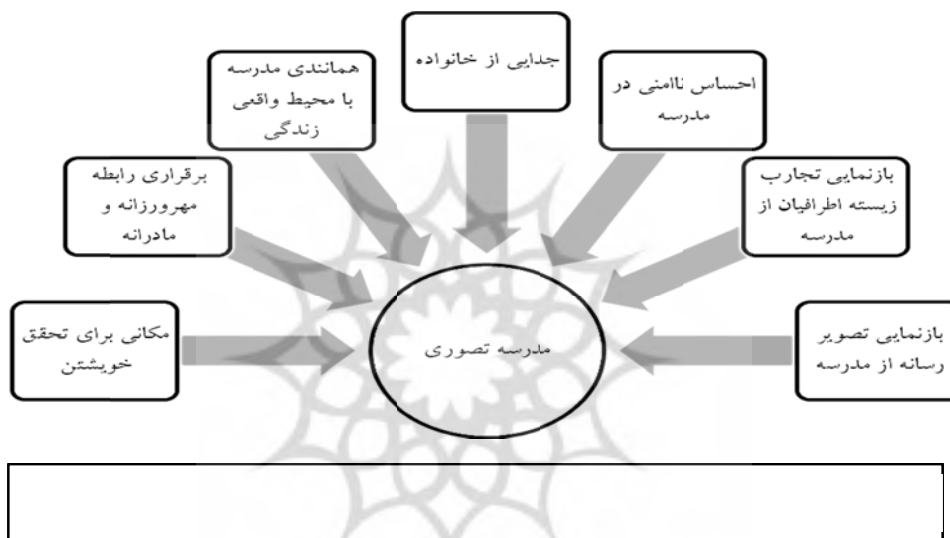 جدایی از خانواده
احساس ناامنی در
مدرسه
همانندی مدرسه
با محیط واقعی
زندگی
بازنمایی تجارب
زیسته اطرافیان از
مدرسه
برقراری رابطه
مهرورزانه و
مادرانه
بازنمایی تصویر
رسانه از مدرسه
مکانی برای تحقق
خویشتن
مدرسه تصوری